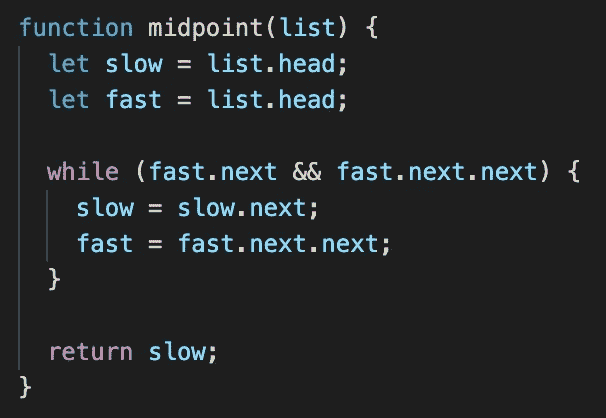 function midpoint(list) {
let slow = list.head;
let fast = list.head;
while (fast.next && fast.next.next) {
slow = slow.next;
fast = fast.next.next;
}
return slow;
}